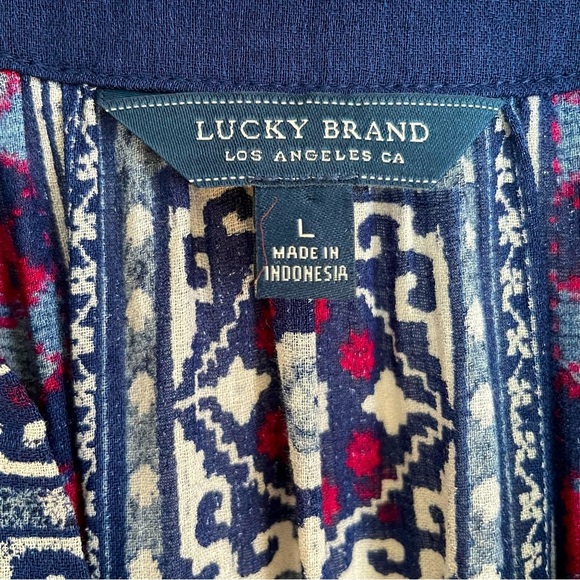 LUCKY BRAND
LOS ANGELES CA
L
MADE IN
INDONESIA